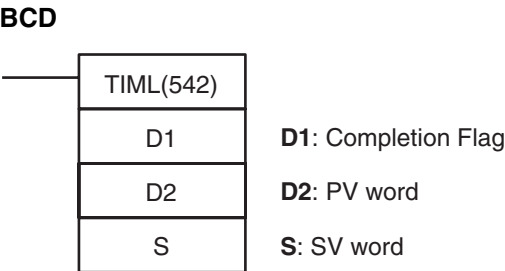 BCD
TIML(542)
D1 D1: Completion Flag
D2 D2: PV word
S S: SV word